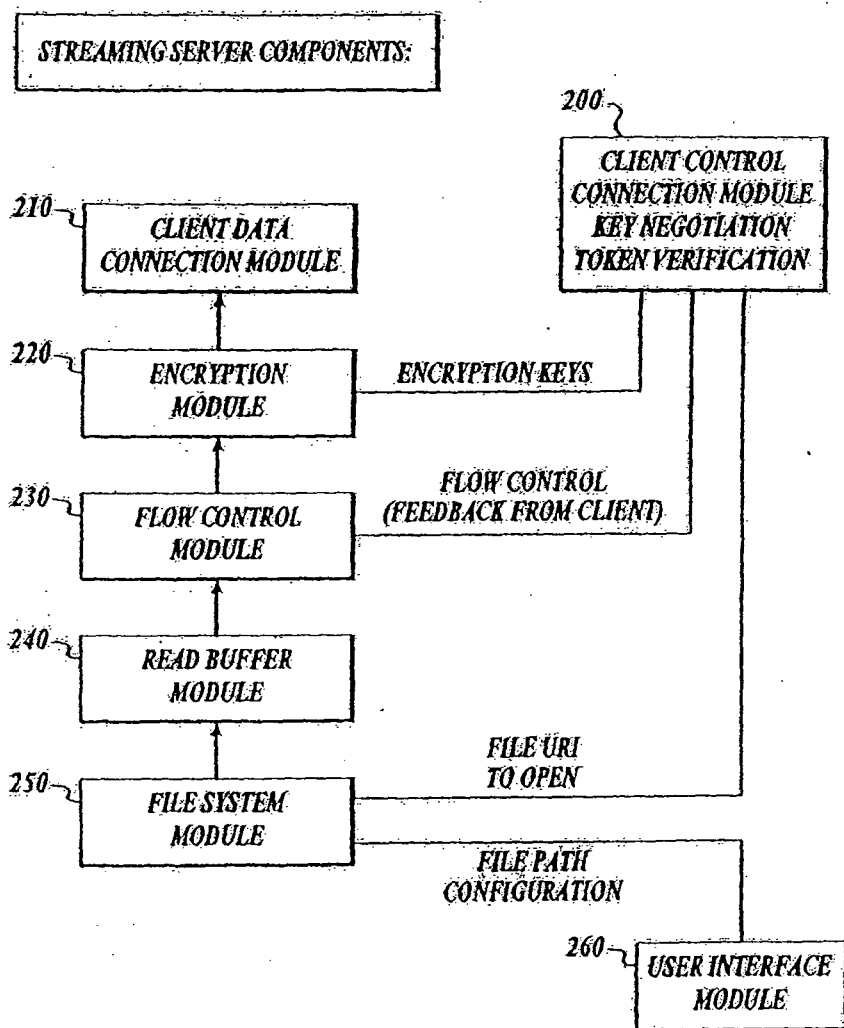 STREAMING SERVER COMPONENTS:
200
CLIENT CONTROL
CONNECTION MODULE
KEY NEGOTIATION
TOKEN VERIFICATION
210
CLIENT DATA
CONNECTION MODULE
220
ENCRYPTION
MODULE
ENCRYPTION KEYS
230
FLOW CONTROL
MODULE
FLOW CONTROL
(FEEDBACK FROM CLIENT)
240
READ BUFFER
MODULE
250
FILE SYSTEM
MODULE
FILE URI
TO OPEN
FILE PATH
CONFIGURATION
260
USER INTERFACE
MODULE